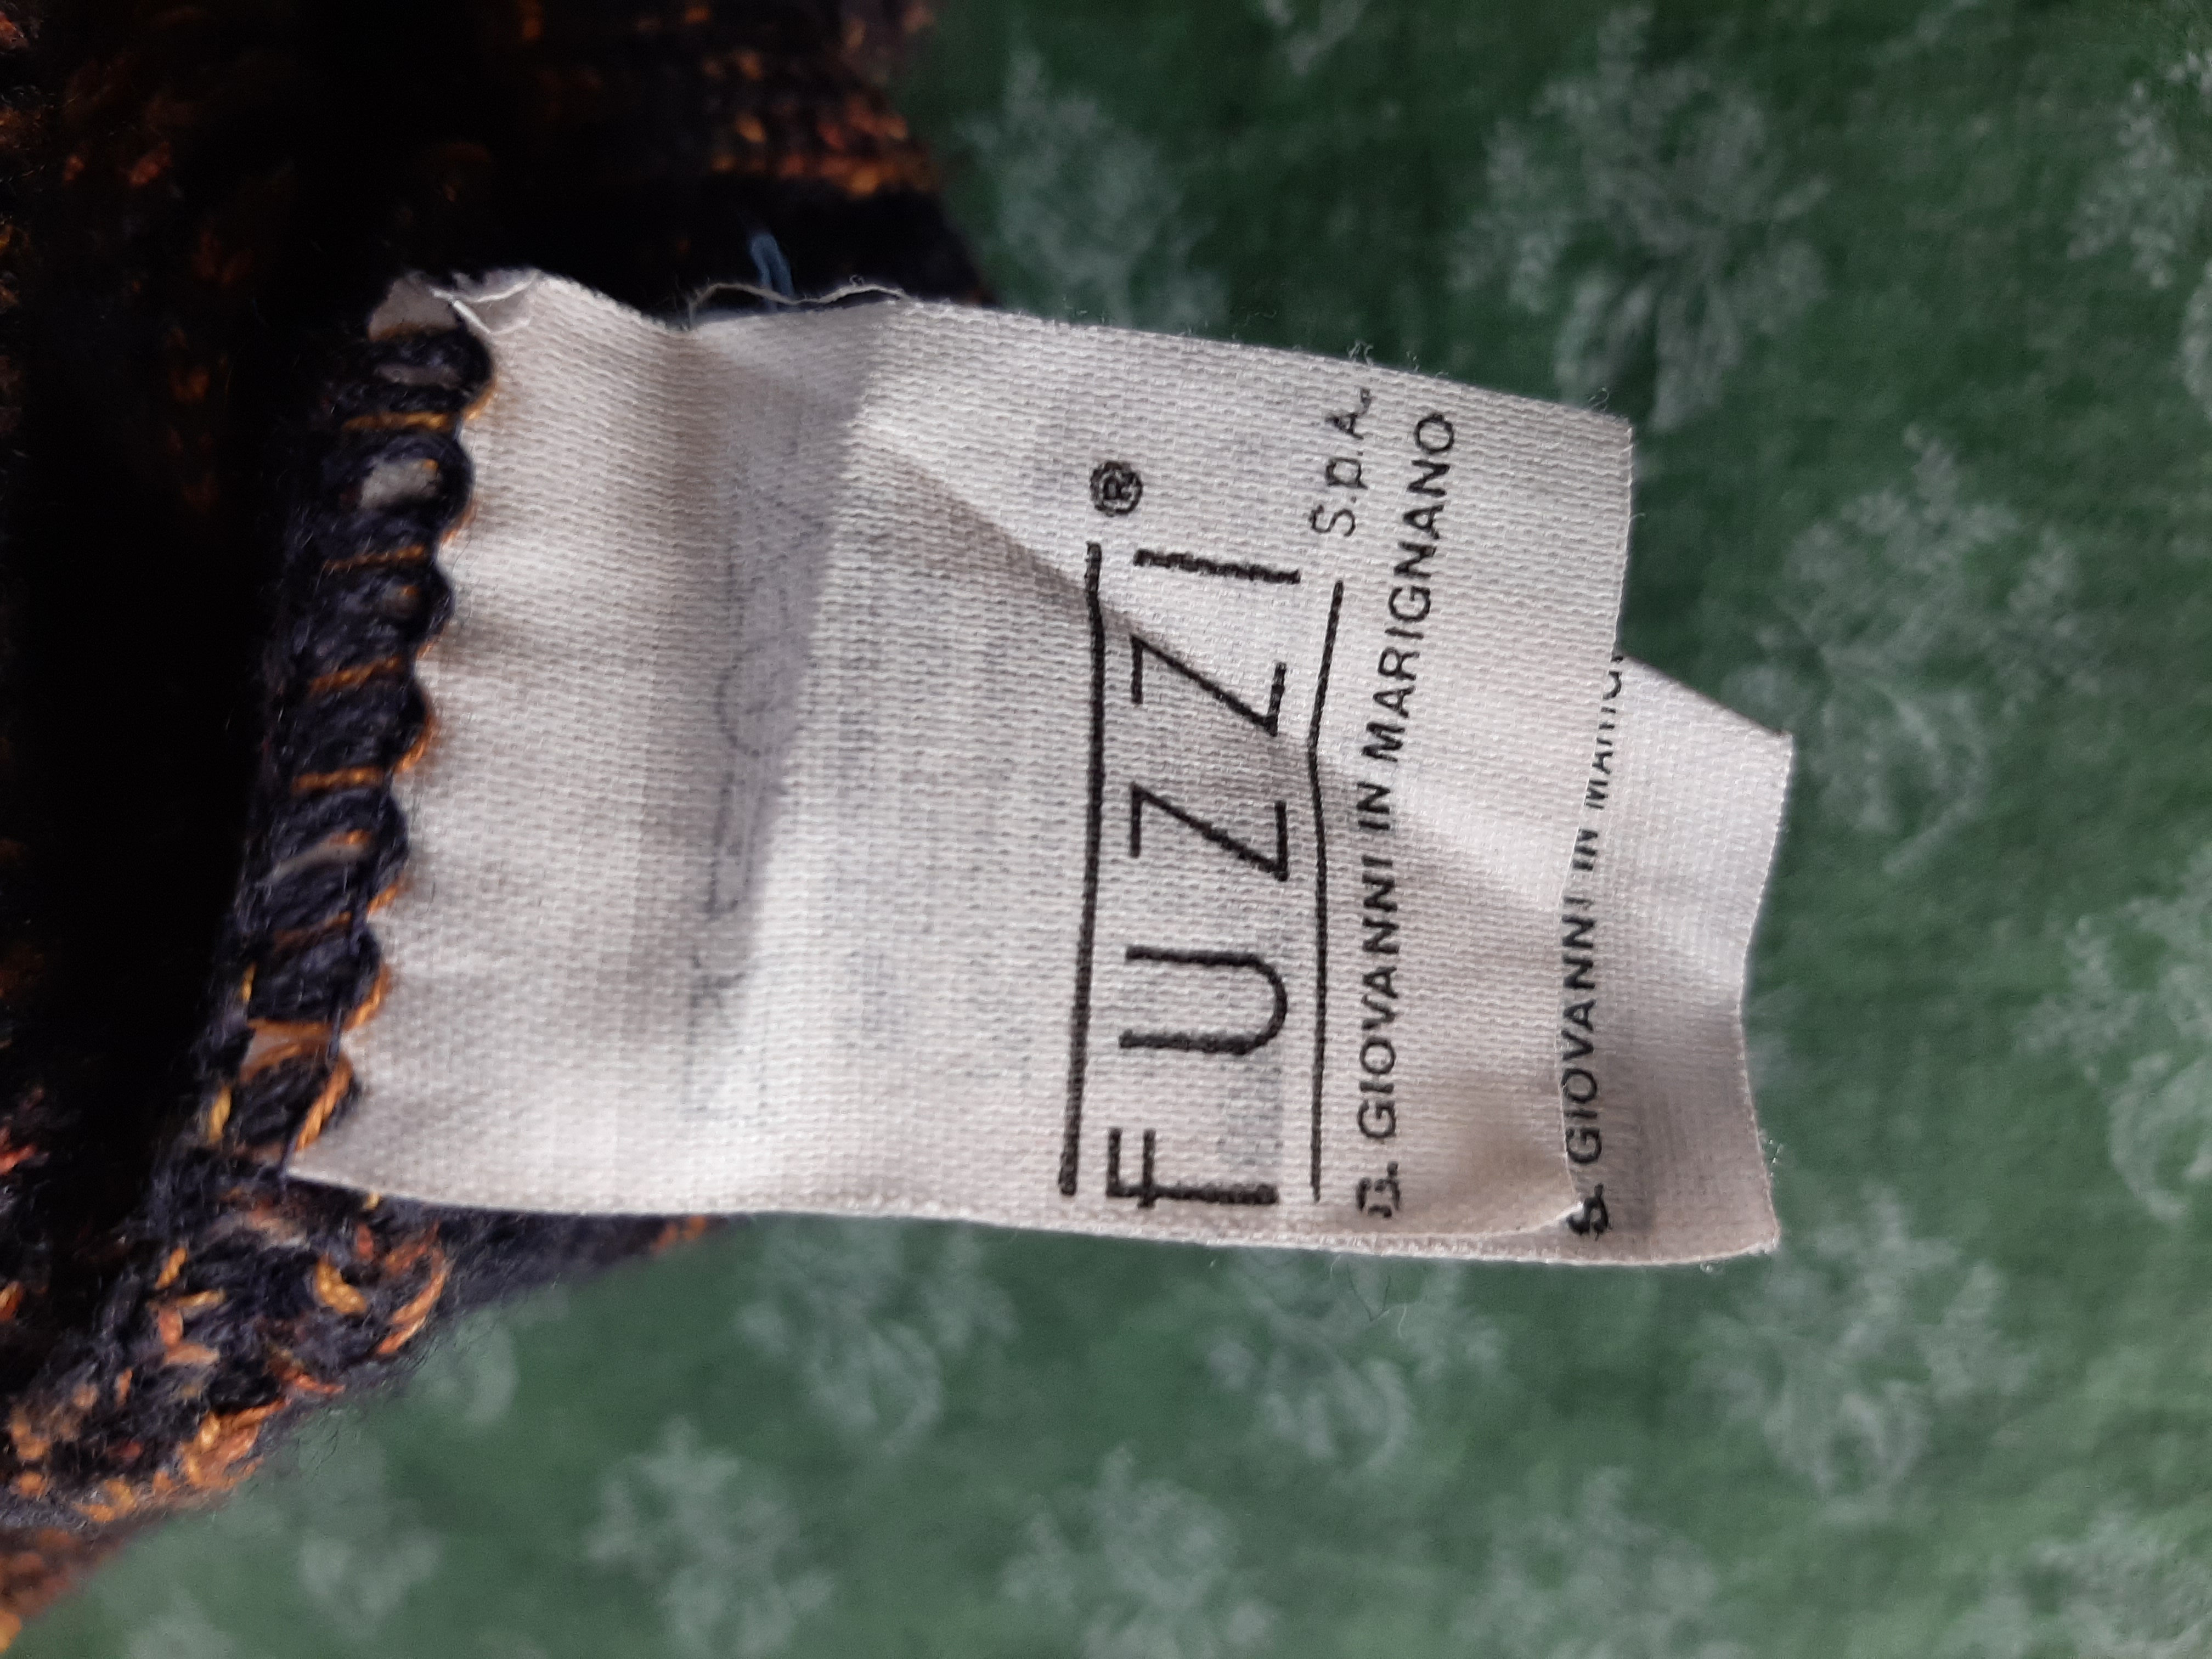 FUZZI®
S.p.A.
S. GIOVANNI IN MARIGNANO
S. GIOVANNI IN